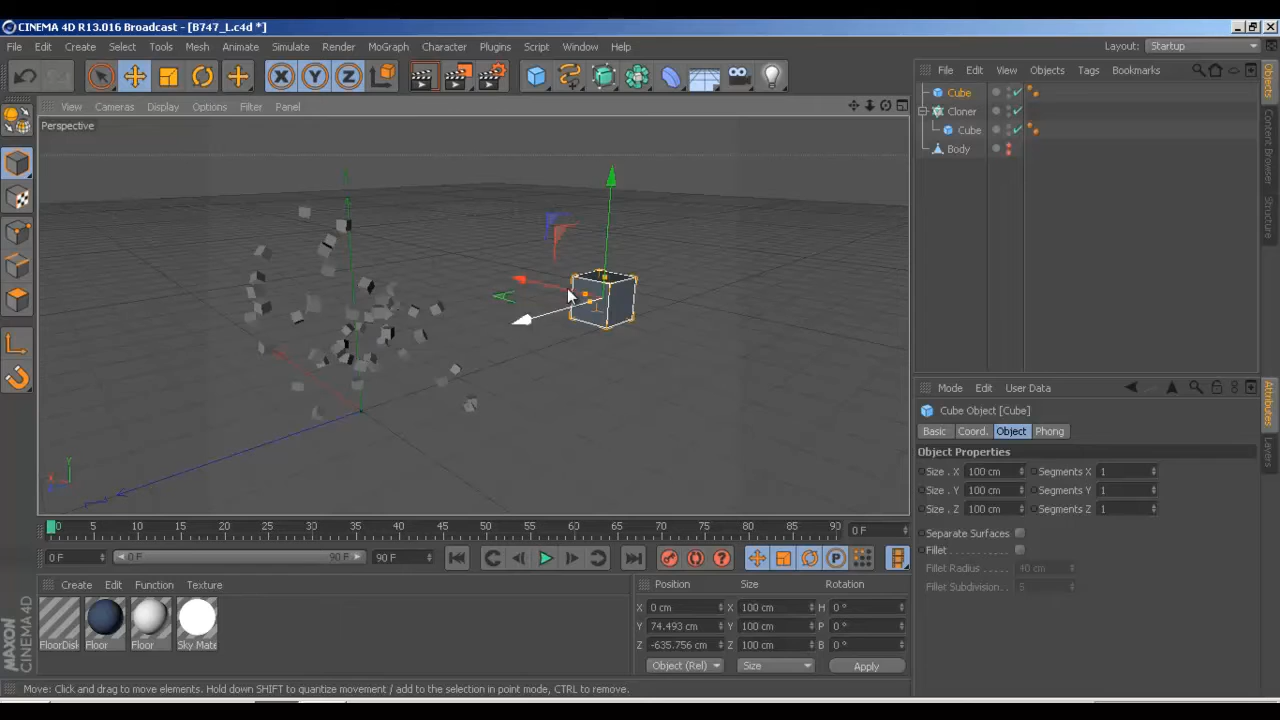 CINEMA 4D R13.016 Broadcast - [B747_L.c4d *]
File Edit Create Select Tools Mesh Animate Simulate Render MoGraph Character Plugins Script Window Help Layout: Startup
File Edit View Objects Tags Bookmarks
View Cameras Display Options Filter Panel
Perspective
Cube
Cloner
Cube
Body
Objects
Content Browser
Structure
Mode Edit User Data
Cube Object [Cube]
Basic Coord. Object Phong
Object Properties
Size . X 100 cm Segments X 1
Size . Y 100 cm Segments Y 1
Size . Z 100 cm Segments Z 1
Separate Surfaces
Fillet
Fillet Radius 40 cm
Fillet Subdivision 5
Attributes
Layers
Y
X
Z
0 5 10 15 20 25 30 35 40 45 50 55 60 65 70 75 80 85 90 0 F
0 F 0 F 90 F 90 F
Create Edit Function Texture
FloorDisk Floor Floor Sky Mate
Position Size Rotation
X 0 cm X 100 cm H 0 °
Y 74.493 cm Y 100 cm P 0 °
Z -635.756 cm Z 100 cm B 0 °
Object (Rel) Size Apply
MAXON CINEMA 4D
Move: Click and drag to move elements. Hold down SHIFT to quantize movement / add to the selection in point mode, CTRL to remove.